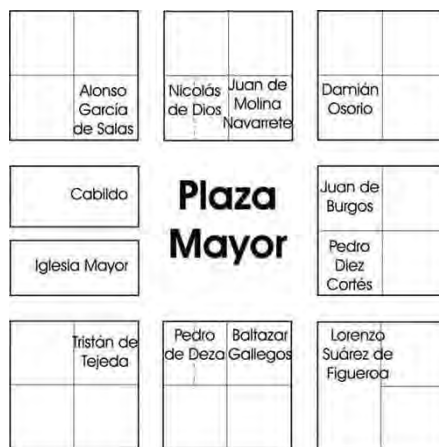 Alonso
García
de Salas
Nicolás
de Dios
Juan de
Molina
Navarrete
Damián
Osorio
Cabildo
Iglesia Mayor
Plaza
Mayor
Juan de
Burgos
Pedro
Diez
Cortés
Tristán de
Tejeda
Pedro
de Deza
Baltazar
Gallegos
Lorenzo
Suárez de
Figueroa